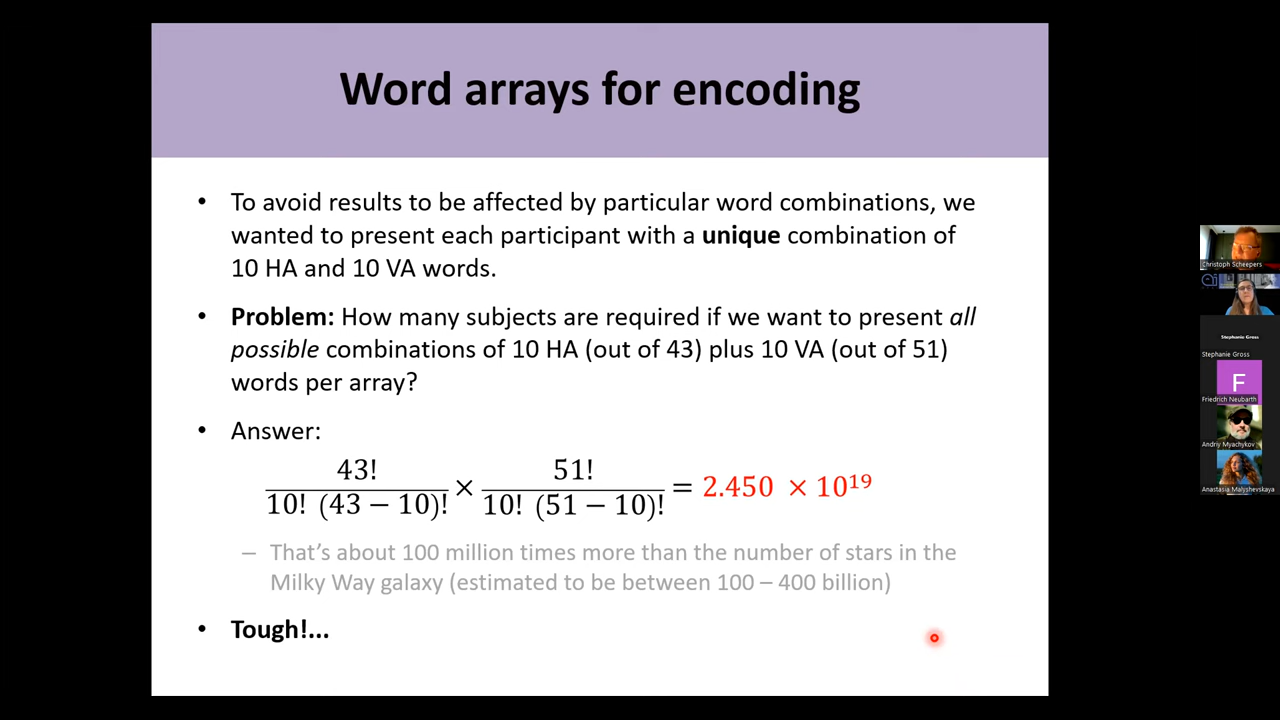 Word arrays for encoding
• To avoid results to be affected by particular word combinations, we
wanted to present each participant with a unique combination of
10 HA and 10 VA words.
• Problem: How many subjects are required if we want to present all
possible combinations of 10 HA (out of 43) plus 10 VA (out of 51)
words per array?
• Answer:
43! / 10! (43 − 10)! × 51! / 10! (51 − 10)! = 2.450 × 10¹⁹
– That's about 100 million times more than the number of stars in the
Milky Way galaxy (estimated to be between 100 – 400 billion)
• Tough!...
Christoph Scheepers
Stephanie Gross
Stephanie Gross
F
Friedrich Neubarth
Andriy Myachykov
Anastasia Malyshevskaya